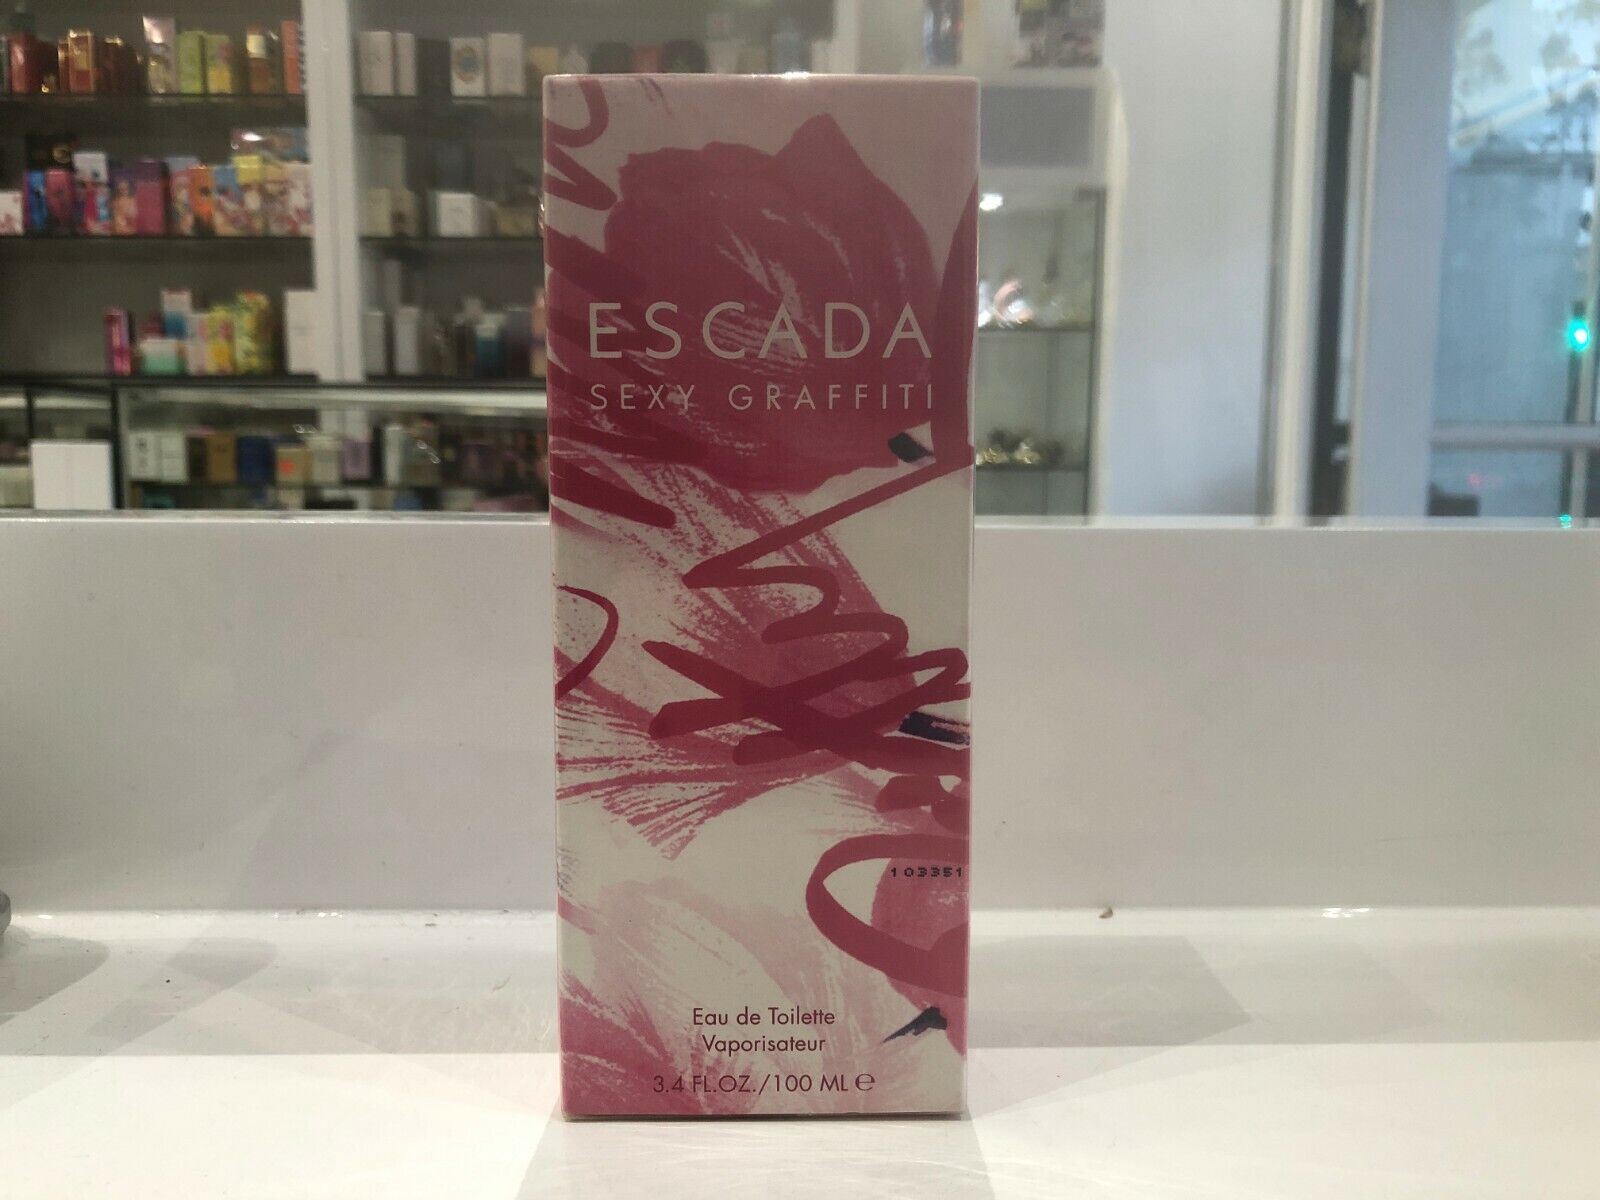 ESCADA
SEXY GRAFFITI
103351
Eau de Toilette
Vaporisateur
3.4 FL.OZ./100 ML ℮